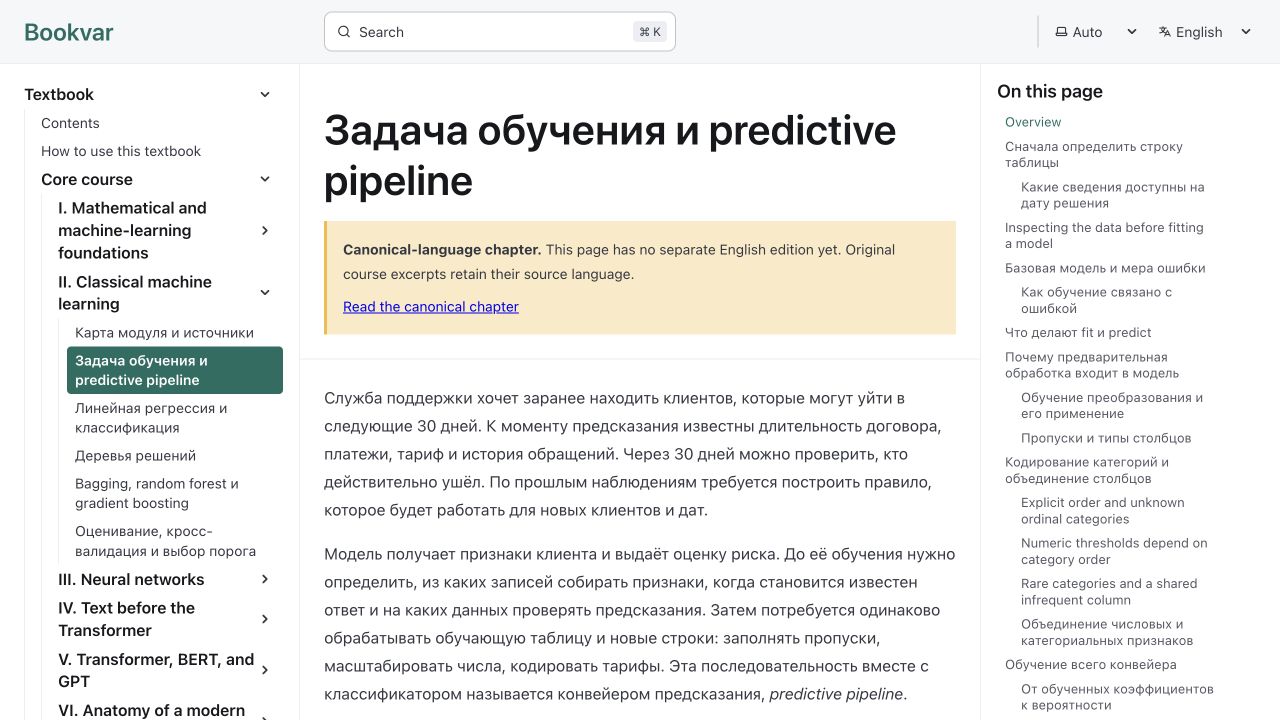 Bookvar
Search
⌘ K
Auto
English
Textbook
Contents
How to use this textbook
Core course
I. Mathematical and
machine-learning
foundations
II. Classical machine
learning
Карта модуля и источники
Задача обучения и
predictive pipeline
Линейная регрессия и
классификация
Деревья решений
Bagging, random forest и
gradient boosting
Оценивание, кросс-
валидация и выбор порога
III. Neural networks
IV. Text before the
Transformer
V. Transformer, BERT, and
GPT
VI. Anatomy of a modern
Задача обучения и predictive
pipeline
Canonical-language chapter. This page has no separate English edition yet. Original
course excerpts retain their source language.
Read the canonical chapter
Служба поддержки хочет заранее находить клиентов, которые могут уйти в
следующие 30 дней. К моменту предсказания известны длительность договора,
платежи, тариф и история обращений. Через 30 дней можно проверить, кто
действительно ушёл. По прошлым наблюдениям требуется построить правило,
которое будет работать для новых клиентов и дат.
Модель получает признаки клиента и выдаёт оценку риска. До её обучения нужно
определить, из каких записей собирать признаки, когда становится известен
ответ и на каких данных проверять предсказания. Затем потребуется одинаково
обрабатывать обучающую таблицу и новые строки: заполнять пропуски,
масштабировать числа, кодировать тарифы. Эта последовательность вместе с
классификатором называется конвейером предсказания, predictive pipeline.
On this page
Overview
Сначала определить строку
таблицы
Какие сведения доступны на
дату решения
Inspecting the data before fitting
a model
Базовая модель и мера ошибки
Как обучение связано с
ошибкой
Что делают fit и predict
Почему предварительная
обработка входит в модель
Обучение преобразования и
его применение
Пропуски и типы столбцов
Кодирование категорий и
объединение столбцов
Explicit order and unknown
ordinal categories
Numeric thresholds depend on
category order
Rare categories and a shared
infrequent column
Объединение числовых и
категориальных признаков
Обучение всего конвейера
От обученных коэффициентов
к вероятности